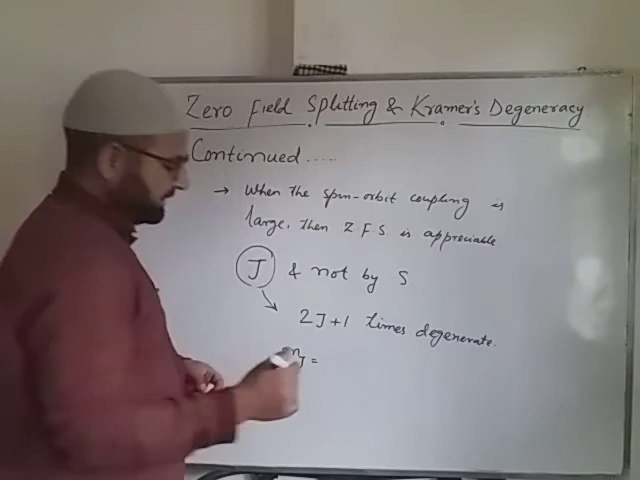 Zero Field Splitting & Kramer's Degeneracy
Continued.....
→ When the spin-orbit coupling is
large, then Z F S is appreciable
J & not by S
2J+1 times degenerate.
mJ =